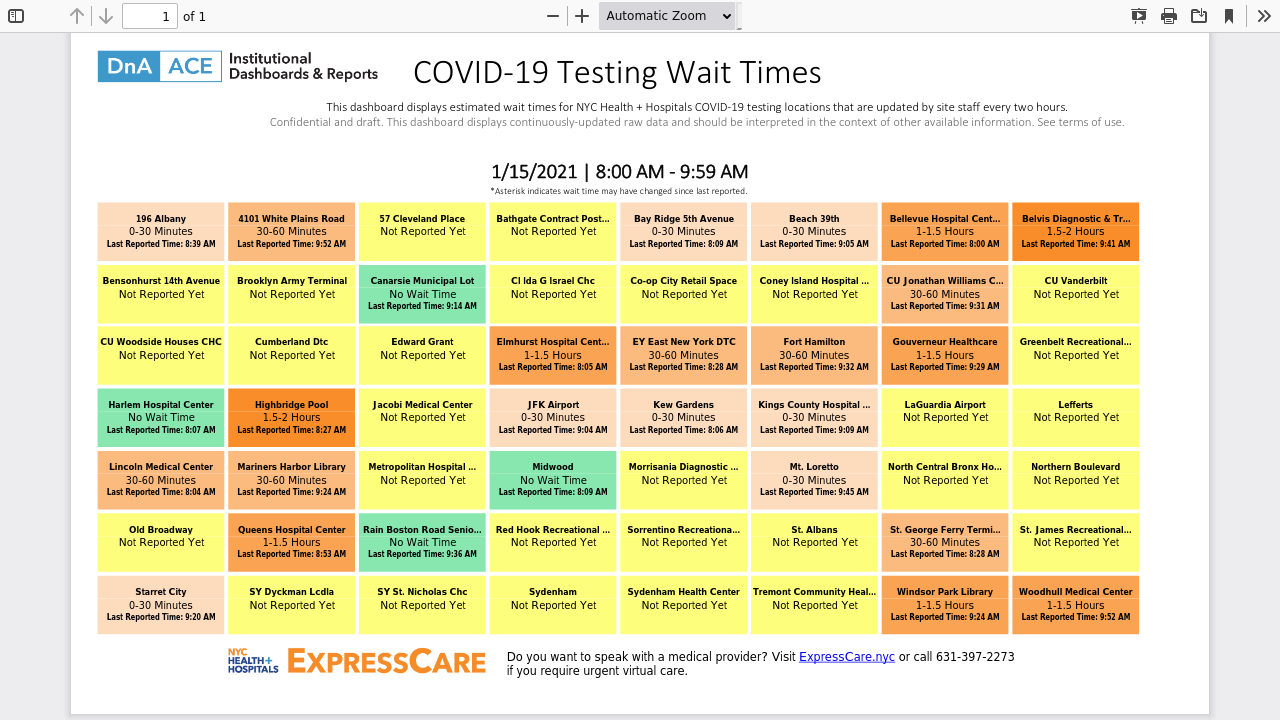 1
of 1
Automatic Zoom
DnA ACE Institutional
Dashboards & Reports
COVID-19 Testing Wait Times
This dashboard displays estimated wait times for NYC Health + Hospitals COVID-19 testing locations that are updated by site staff every two hours.
Confidential and draft. This dashboard displays continuously-updated raw data and should be interpreted in the context of other available information. See terms of use.
1/15/2021 | 8:00 AM - 9:59 AM
*Asterisk indicates wait time may have changed since last reported.
196 Albany
0-30 Minutes
Last Reported Time: 8:39 AM
4101 White Plains Road
30-60 Minutes
Last Reported Time: 9:52 AM
57 Cleveland Place
Not Reported Yet
Bathgate Contract Post...
Not Reported Yet
Bay Ridge 5th Avenue
0-30 Minutes
Last Reported Time: 8:09 AM
Beach 39th
0-30 Minutes
Last Reported Time: 9:05 AM
Bellevue Hospital Cent...
1-1.5 Hours
Last Reported Time: 8:00 AM
Belvis Diagnostic & Tr...
1.5-2 Hours
Last Reported Time: 9:41 AM
Bensonhurst 14th Avenue
Not Reported Yet
Brooklyn Army Terminal
Not Reported Yet
Canarsie Municipal Lot
No Wait Time
Last Reported Time: 9:14 AM
Cl Ida G Israel Chc
Not Reported Yet
Co-op City Retail Space
Not Reported Yet
Coney Island Hospital ...
Not Reported Yet
CU Jonathan Williams C...
30-60 Minutes
Last Reported Time: 9:31 AM
CU Vanderbilt
Not Reported Yet
CU Woodside Houses CHC
Not Reported Yet
Cumberland Dtc
Not Reported Yet
Edward Grant
Not Reported Yet
Elmhurst Hospital Cent...
1-1.5 Hours
Last Reported Time: 8:05 AM
EY East New York DTC
30-60 Minutes
Last Reported Time: 8:28 AM
Fort Hamilton
30-60 Minutes
Last Reported Time: 9:32 AM
Gouverneur Healthcare
1-1.5 Hours
Last Reported Time: 9:29 AM
Greenbelt Recreational...
Not Reported Yet
Harlem Hospital Center
No Wait Time
Last Reported Time: 8:07 AM
Highbridge Pool
1.5-2 Hours
Last Reported Time: 8:27 AM
Jacobi Medical Center
Not Reported Yet
JFK Airport
0-30 Minutes
Last Reported Time: 9:04 AM
Kew Gardens
0-30 Minutes
Last Reported Time: 8:06 AM
Kings County Hospital ...
0-30 Minutes
Last Reported Time: 9:09 AM
LaGuardia Airport
Not Reported Yet
Lefferts
Not Reported Yet
Lincoln Medical Center
30-60 Minutes
Last Reported Time: 8:04 AM
Mariners Harbor Library
30-60 Minutes
Last Reported Time: 9:24 AM
Metropolitan Hospital ...
Not Reported Yet
Midwood
No Wait Time
Last Reported Time: 8:09 AM
Morrisania Diagnostic ...
Not Reported Yet
Mt. Loretto
0-30 Minutes
Last Reported Time: 9:45 AM
North Central Bronx Ho...
Not Reported Yet
Northern Boulevard
Not Reported Yet
Old Broadway
Not Reported Yet
Queens Hospital Center
1-1.5 Hours
Last Reported Time: 8:53 AM
Rain Boston Road Senio...
No Wait Time
Last Reported Time: 9:36 AM
Red Hook Recreational ...
Not Reported Yet
Sorrentino Recreationa...
Not Reported Yet
St. Albans
Not Reported Yet
St. George Ferry Termi...
30-60 Minutes
Last Reported Time: 8:28 AM
St. James Recreational...
Not Reported Yet
Starret City
0-30 Minutes
Last Reported Time: 9:20 AM
SY Dyckman Lcdla
Not Reported Yet
SY St. Nicholas Chc
Not Reported Yet
Sydenham
Not Reported Yet
Sydenham Health Center
Not Reported Yet
Tremont Community Heal...
Not Reported Yet
Windsor Park Library
1-1.5 Hours
Last Reported Time: 9:24 AM
Woodhull Medical Center
1-1.5 Hours
Last Reported Time: 9:52 AM
NYC
HEALTH+
HOSPITALS
EXPRESSCARE
Do you want to speak with a medical provider? Visit ExpressCare.nyc or call 631-397-2273
if you require urgent virtual care.